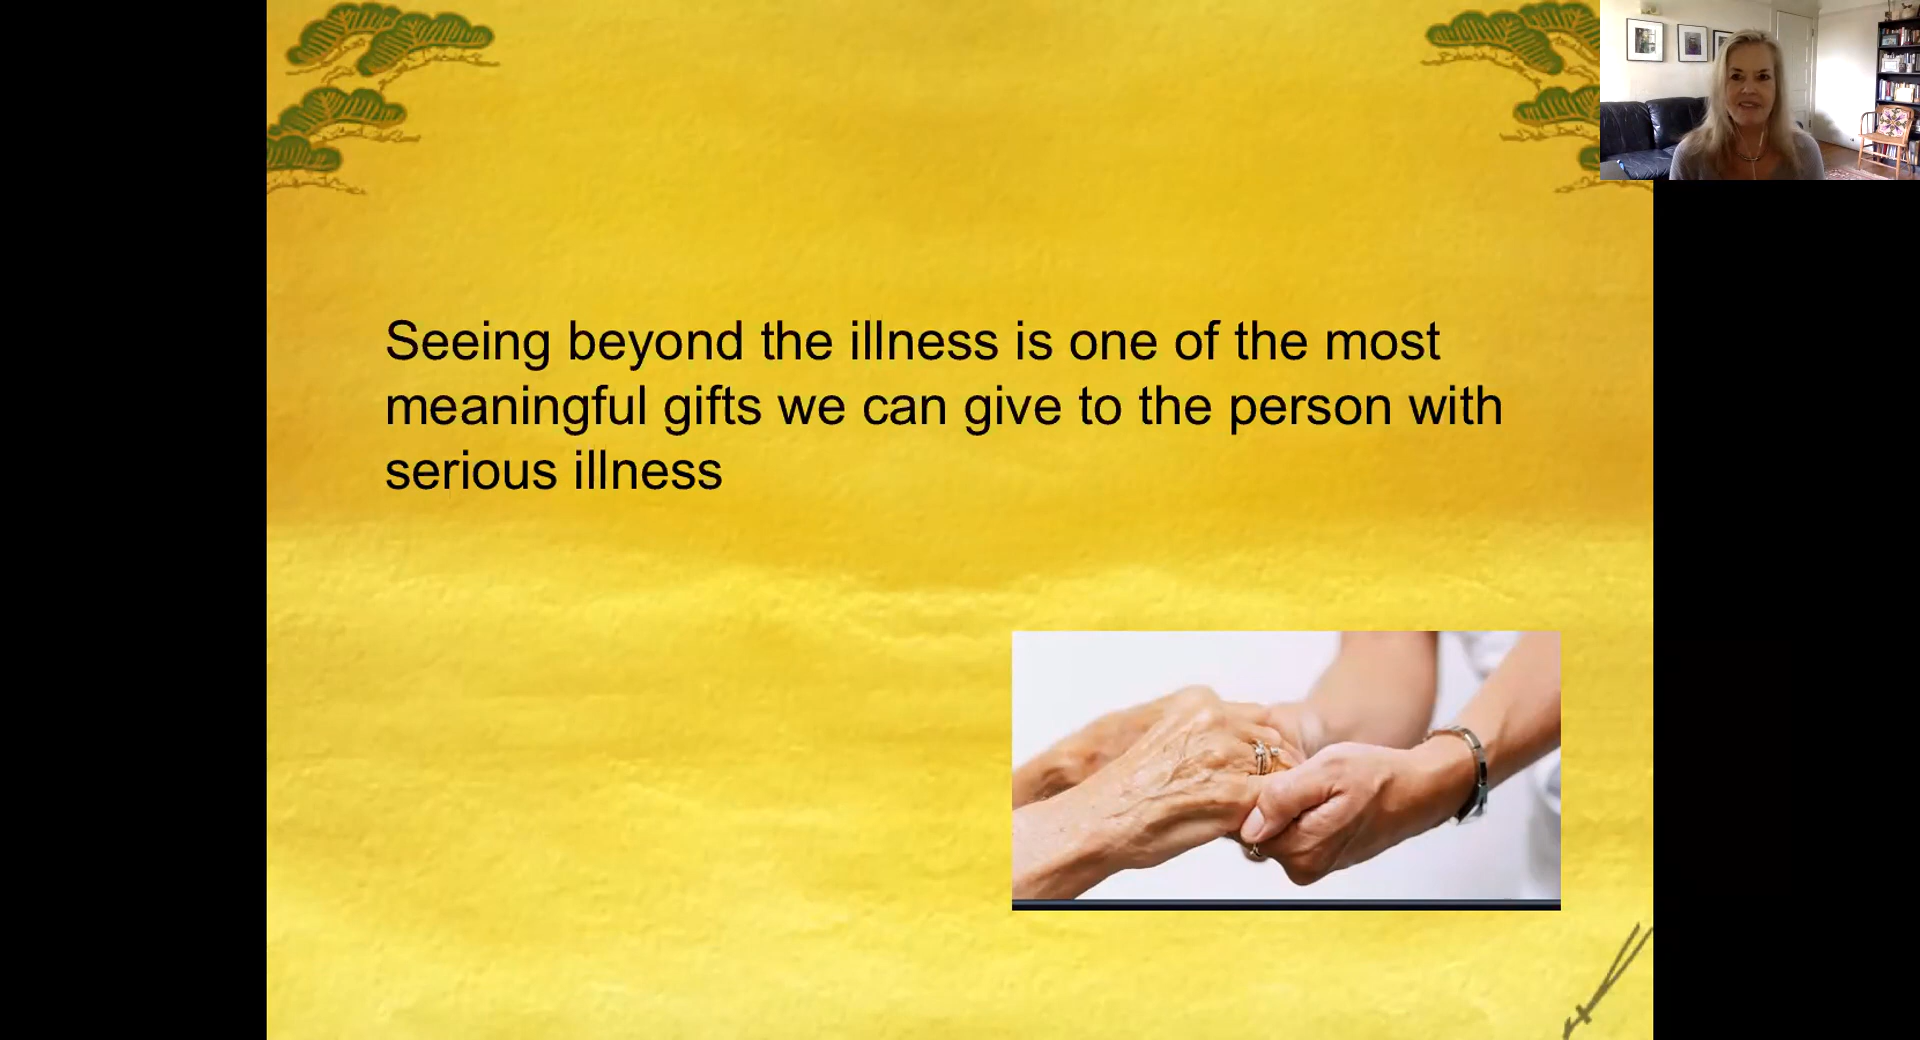 Seeing beyond the illness is one of the most
meaningful gifts we can give to the person with
serious illness